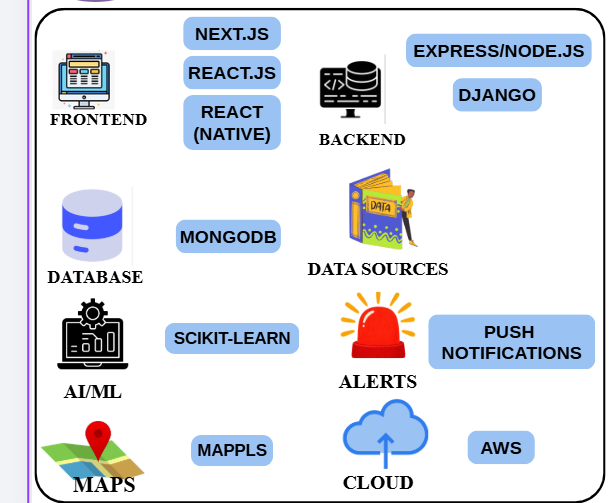 NEXT.JS
REACT.JS
REACT
(NATIVE)
FRONTEND
EXPRESS/NODE.JS
DJANGO
BACKEND
MONGODB
DATABASE
DATA
DATA SOURCES
SCIKIT-LEARN
AI/ML
PUSH
NOTIFICATIONS
ALERTS
MAPPLS
MAPS
AWS
CLOUD